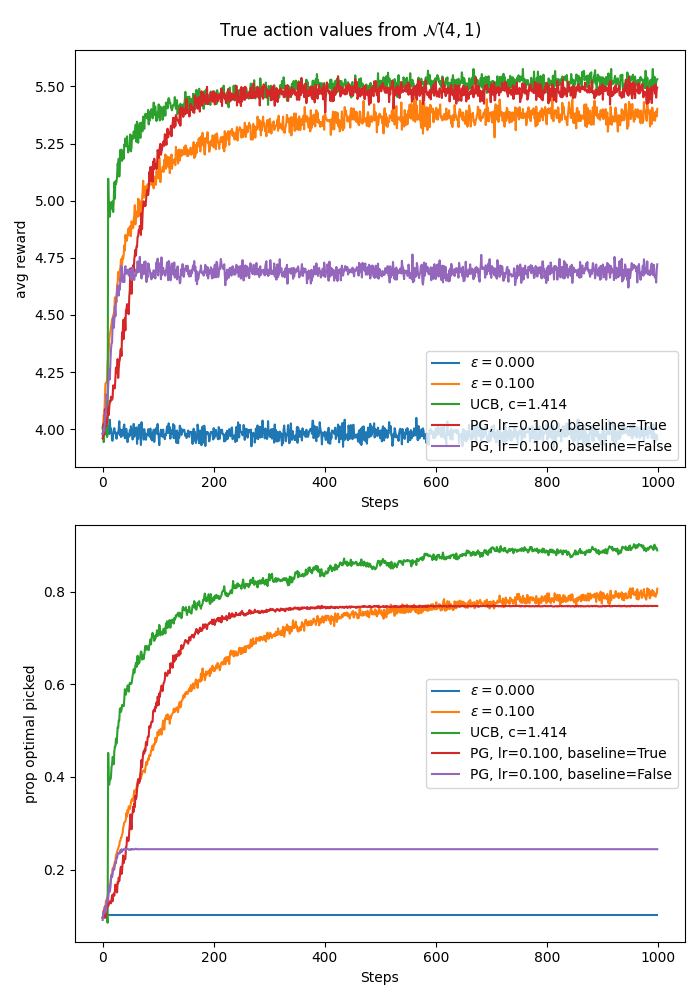 True action values from 𝒩(4, 1)
5.50
5.25
5.00
4.75
4.50
4.25
4.00
avg reward
ε = 0.000
ε = 0.100
UCB, c=1.414
PG, lr=0.100, baseline=True
PG, lr=0.100, baseline=False
0 200 400 600 800 1000
Steps
0.8
0.6
0.4
0.2
prop optimal picked
ε = 0.000
ε = 0.100
UCB, c=1.414
PG, lr=0.100, baseline=True
PG, lr=0.100, baseline=False
0 200 400 600 800 1000
Steps